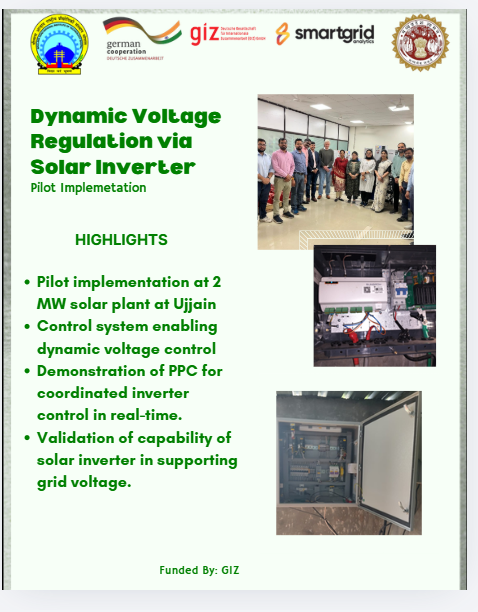 german
cooperation
DEUTSCHE ZUSAMMENARBEIT
giz
Deutsche Gesellschaft
für Internationale
Zusammenarbeit (GIZ) GmbH
smartgrid
analytics
Dynamic Voltage
Regulation via
Solar Inverter
Pilot Implemetation
HIGHLIGHTS
• Pilot implementation at 2
MW solar plant at Ujjain
• Control system enabling
dynamic voltage control
• Demonstration of PPC for
coordinated inverter
control in real-time.
• Validation of capability of
solar inverter in supporting
grid voltage.
Funded By: GIZ